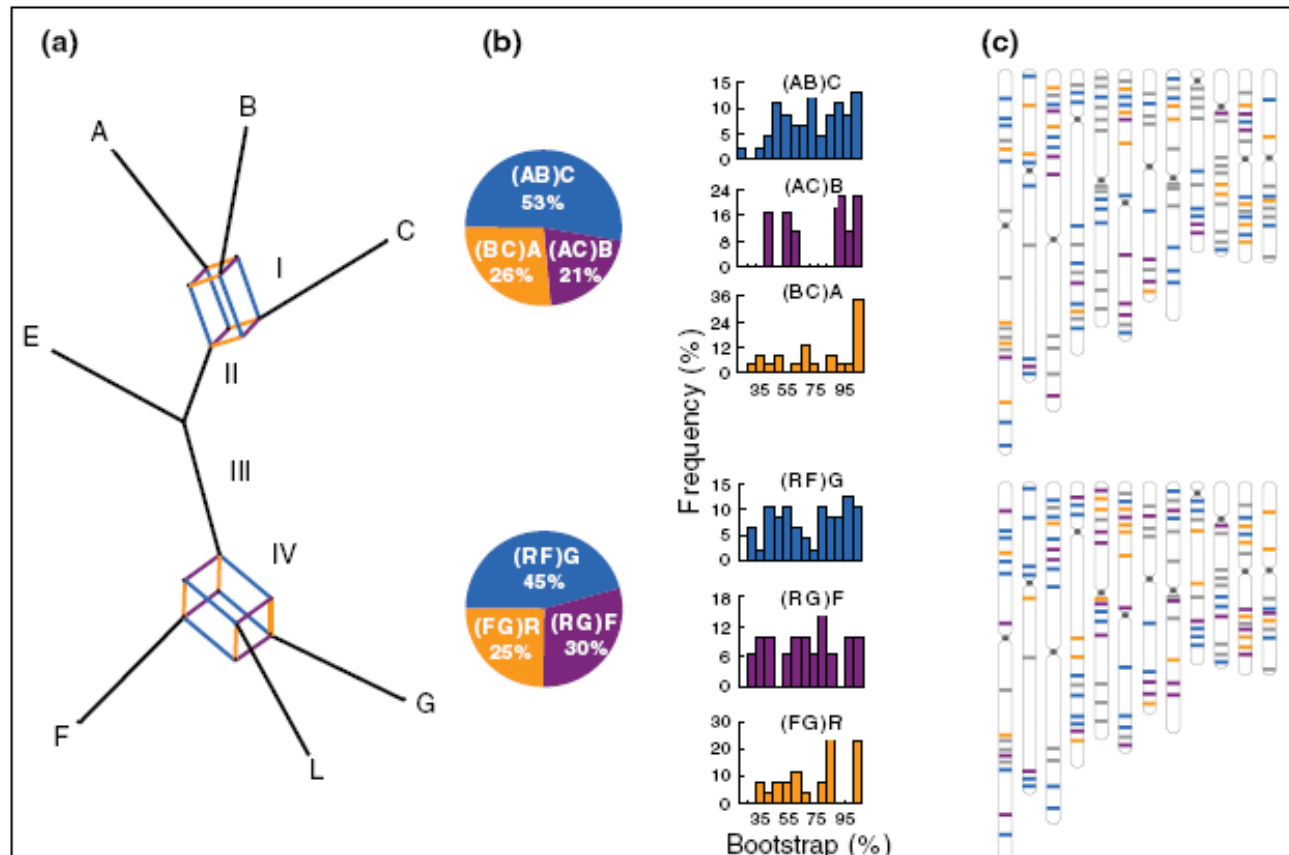 (a)
A
B
C
E
I
II
III
IV
F
L
G
(b)
(AB)C
53%
(BC)A
26%
(AC)B
21%
(RF)G
45%
(FG)R
25%
(RG)F
30%
Frequency (%)
(AB)C
15
10
5
0
(AC)B
24
16
8
0
(BC)A
36
24
12
0
35 55 75 95
(RF)G
15
10
5
0
(RG)F
18
12
6
0
(FG)R
30
20
10
0
35 55 75 95
Bootstrap (%)
(c)